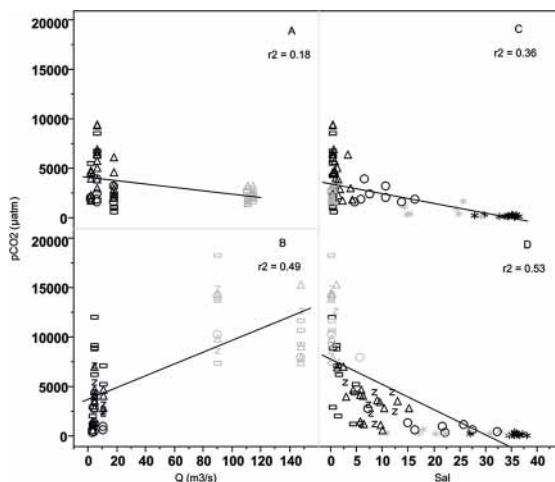 A
r2 = 0.18
C
r2 = 0.36
20000
15000
10000
5000
0
pCO2 (µatm)
B
r2 = 0.49
D
r2 = 0.53
20000
15000
10000
5000
0
0 20 40 60 80 100 120 140
0 5 10 15 20 25 30 35 40
Q (m3/s)
Sal